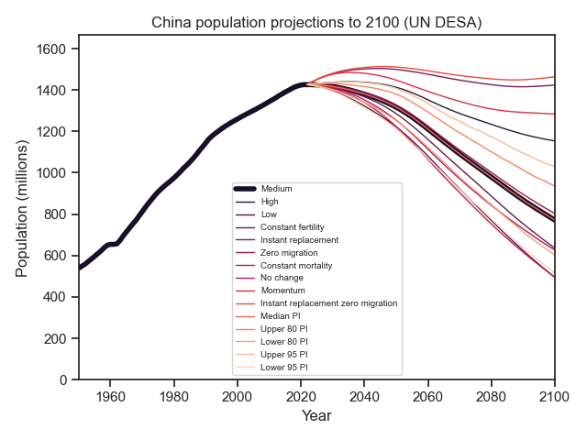 China population projections to 2100 (UN DESA)
1600
1400
1200
1000
800
600
400
200
0
Population (millions)
Medium
High
Low
Constant fertility
Instant replacement
Zero migration
Constant mortality
No change
Momentum
Instant replacement zero migration
Median PI
Upper 80 PI
Lower 80 PI
Upper 95 PI
Lower 95 PI
1960 1980 2000 2020 2040 2060 2080 2100
Year